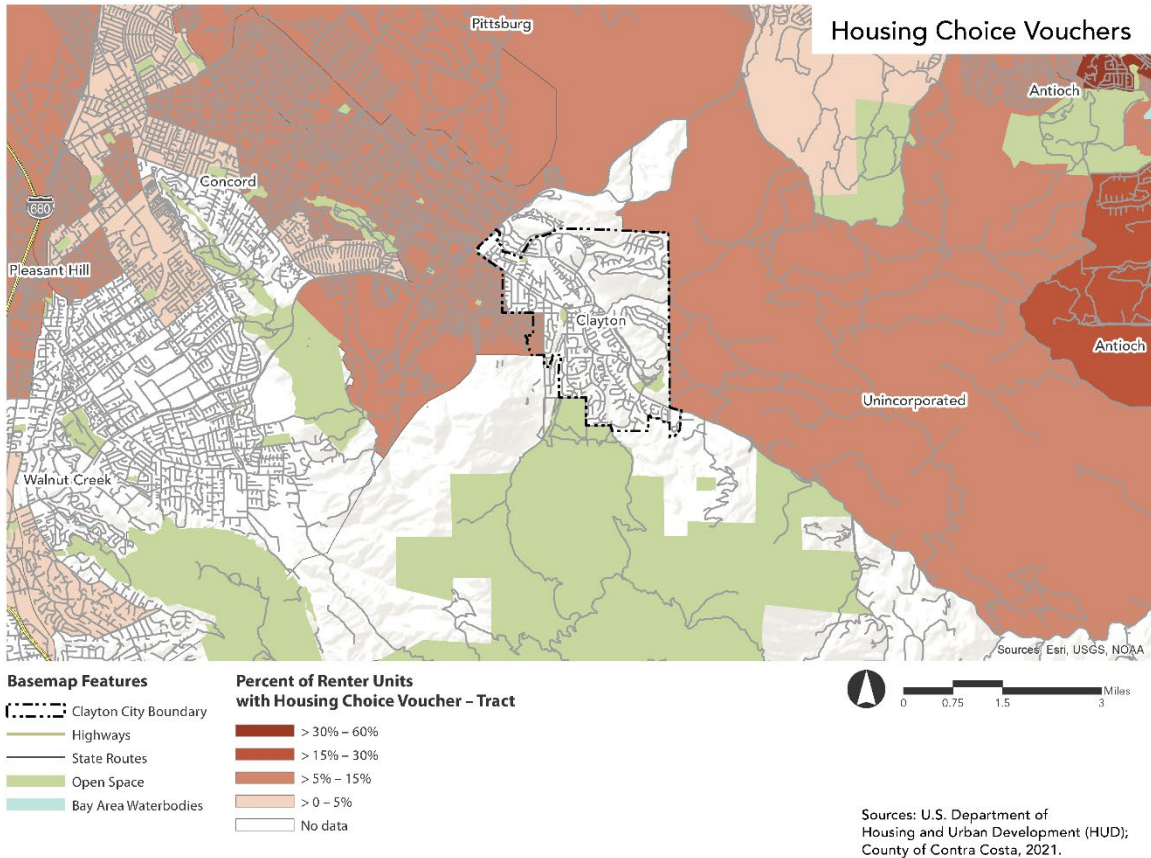 Housing Choice Vouchers
Pittsburg
Antioch
Concord
680
Pleasant Hill
Clayton
Antioch
Unincorporated
Walnut Creek
Sources: Esri, USGS, NOAA
Basemap Features
Clayton City Boundary
Highways
State Routes
Open Space
Bay Area Waterbodies
Percent of Renter Units
with Housing Choice Voucher – Tract
> 30% – 60%
> 15% – 30%
> 5% – 15%
> 0 – 5%
No data
Miles
0 0.75 1.5 3
Sources: U.S. Department of
Housing and Urban Development (HUD);
County of Contra Costa, 2021.